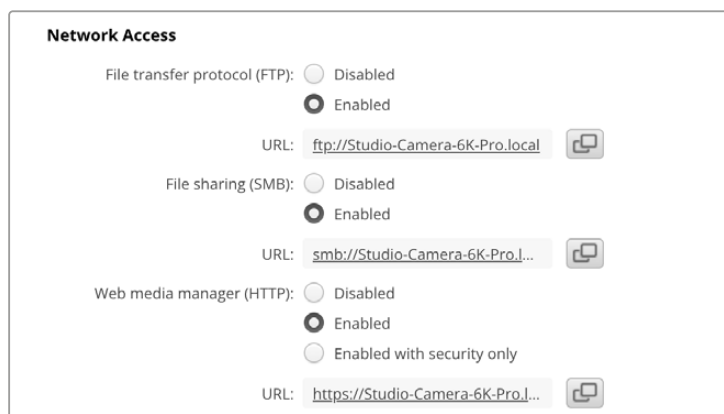 Network Access
File transfer protocol (FTP): Disabled
Enabled
URL: ftp://Studio-Camera-6K-Pro.local
File sharing (SMB): Disabled
Enabled
URL: smb://Studio-Camera-6K-Pro.l...
Web media manager (HTTP): Disabled
Enabled
Enabled with security only
URL: https://Studio-Camera-6K-Pro.l...